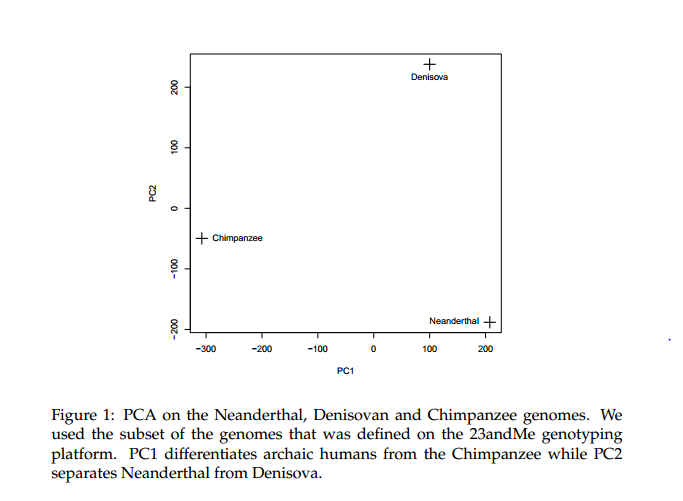 200
Denisova
100
PC2
0
Chimpanzee
−100
Neanderthal
−200
−300 −200 −100 0 100 200
PC1
Figure 1: PCA on the Neanderthal, Denisovan and Chimpanzee genomes. We
used the subset of the genomes that was defined on the 23andMe genotyping
platform. PC1 differentiates archaic humans from the Chimpanzee while PC2
separates Neanderthal from Denisova.